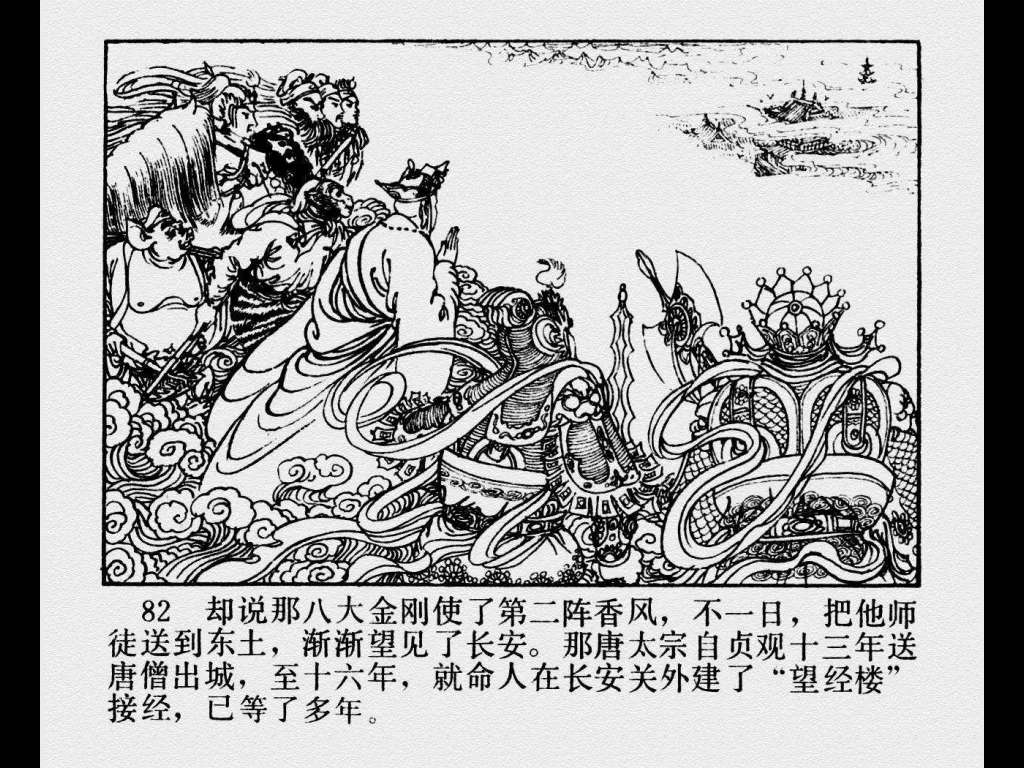 82 却说那八大金刚使了第二阵香风，不一日，把他师
徒送到东土，渐渐望见了长安。那唐太宗自贞观十三年送
唐僧出城，至十六年，就命人在长安关外建了“望经楼”
接经，已等了多年。